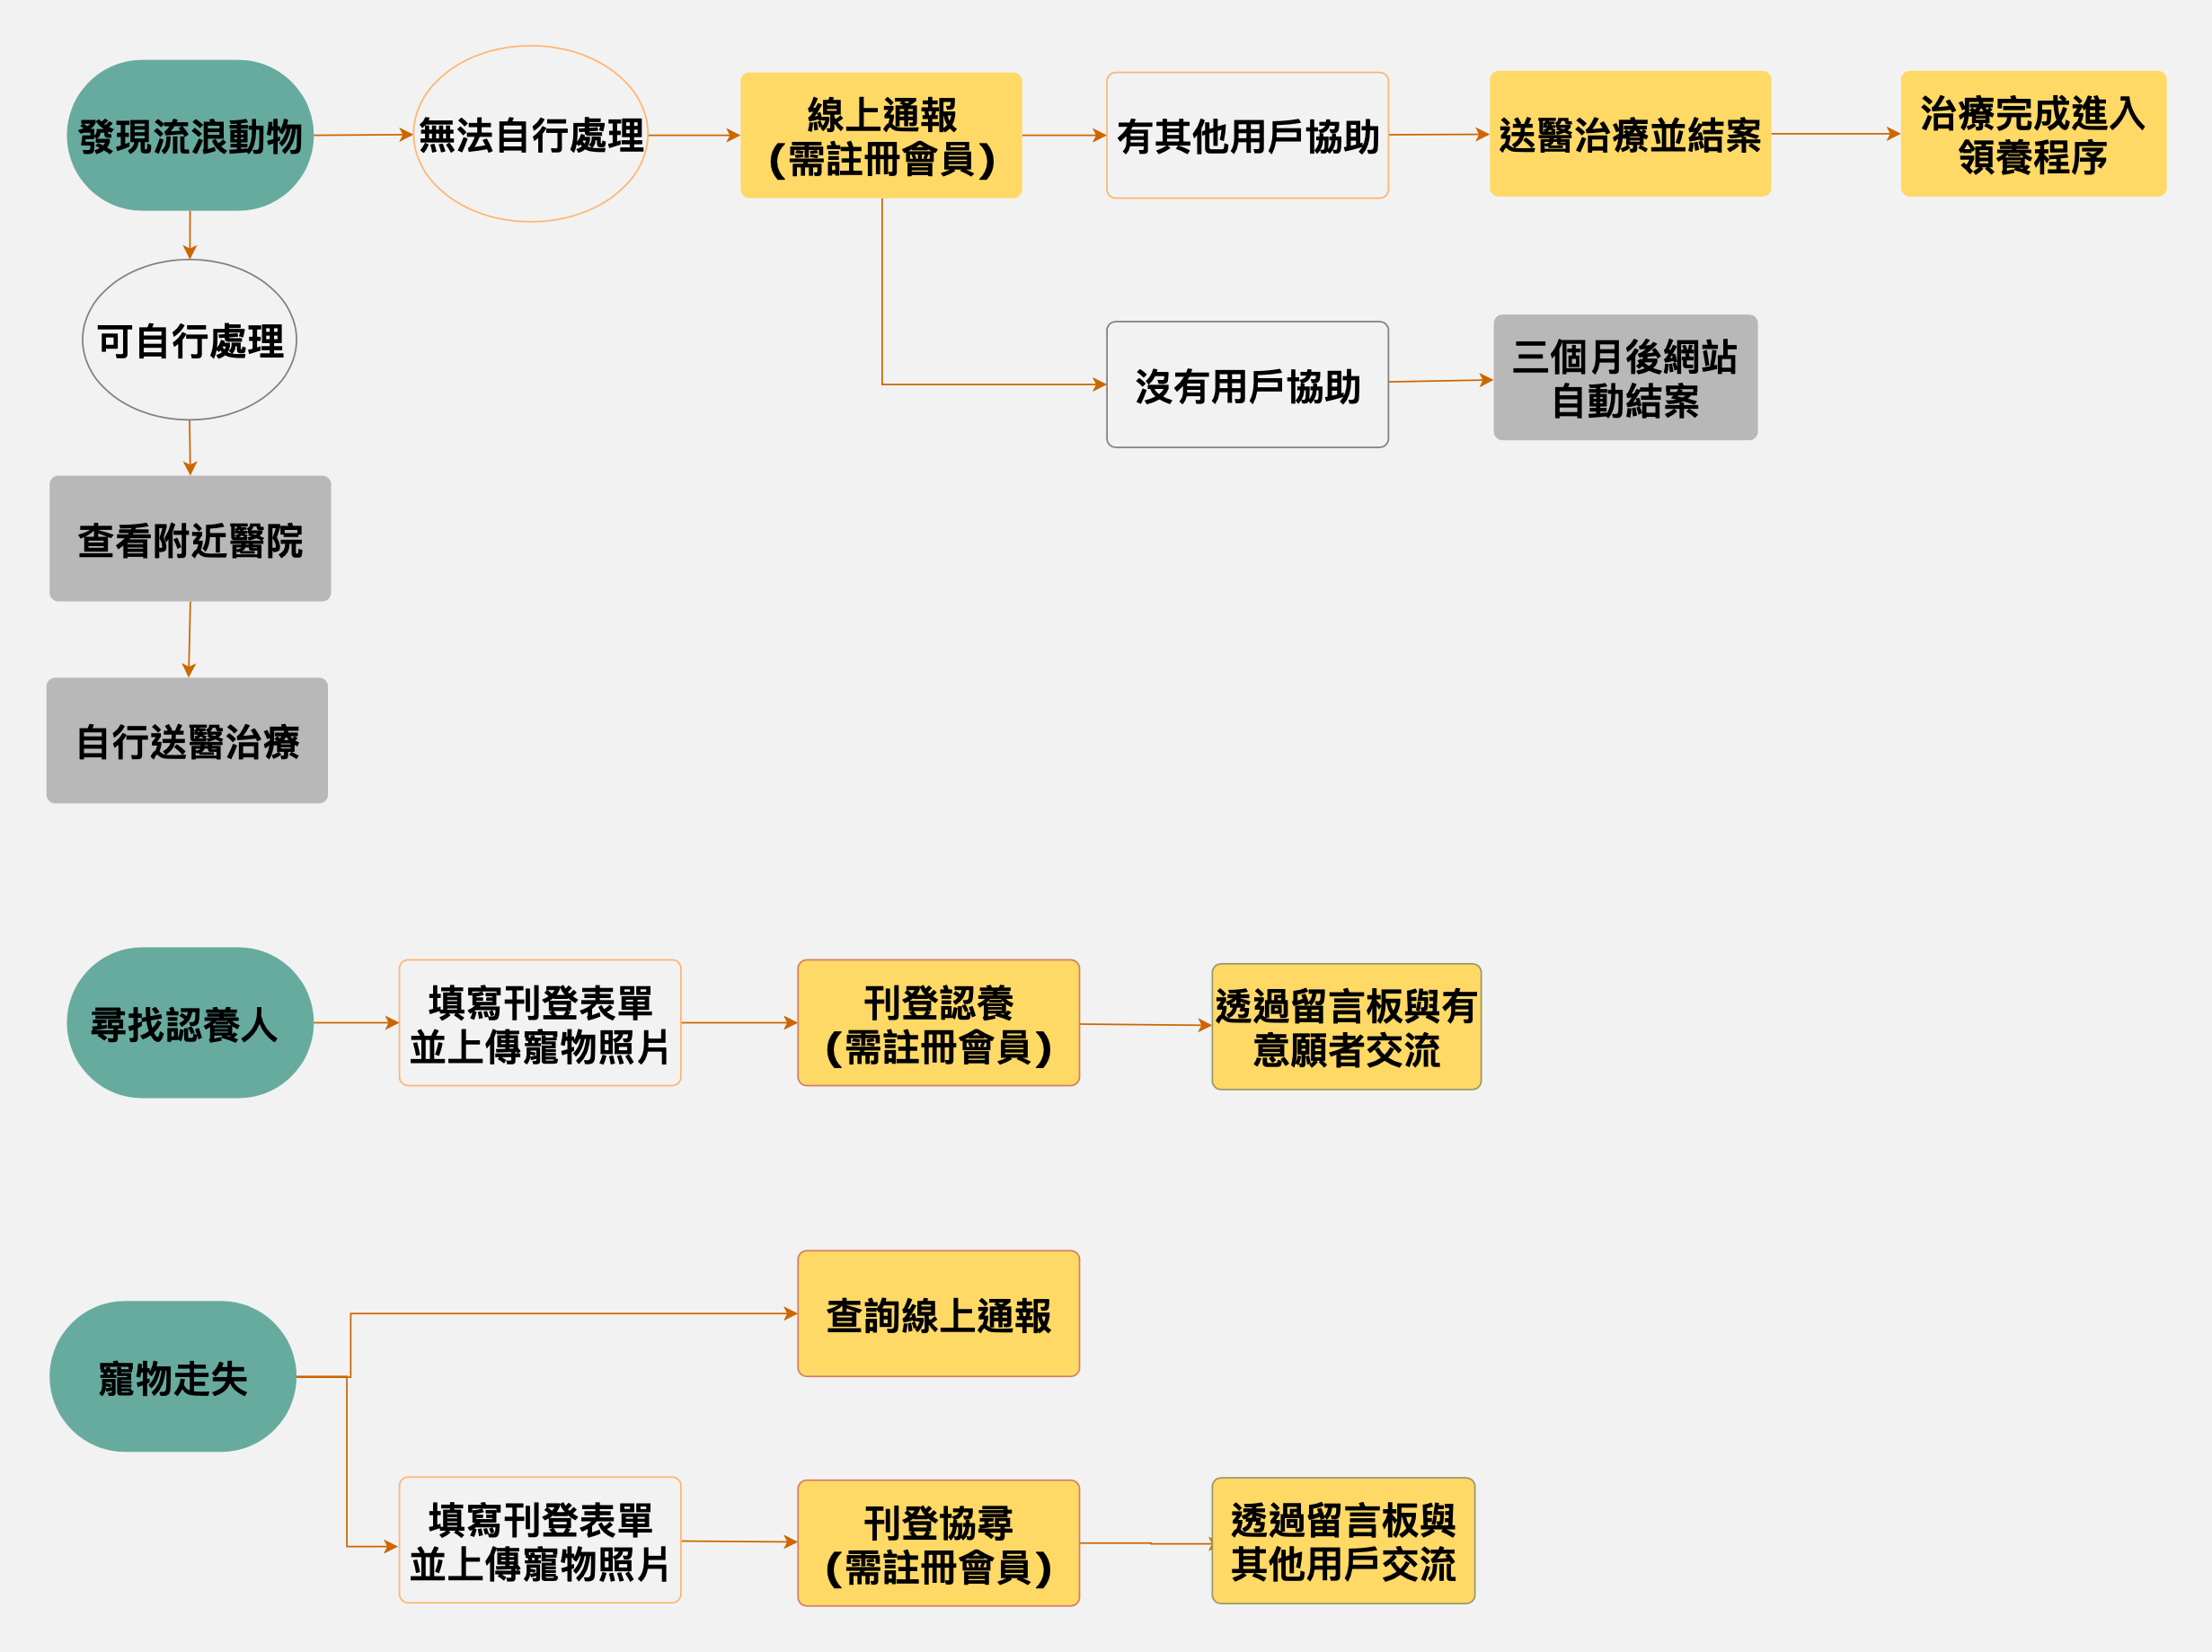 發現流浪動物
無法自行處理
線上通報
(需註冊會員)
有其他用戶協助
送醫治療並結案
治療完成進入
領養程序
可自行處理
沒有用戶協助
三個月後網站
自動結案
查看附近醫院
自行送醫治療
尋找認養人
填寫刊登表單
並上傳寵物照片
刊登認養
(需註冊會員)
透過留言板與有
意願者交流
寵物走失
查詢線上通報
填寫刊登表單
並上傳寵物照片
刊登協尋
(需註冊會員)
透過留言板與
其他用戶交流